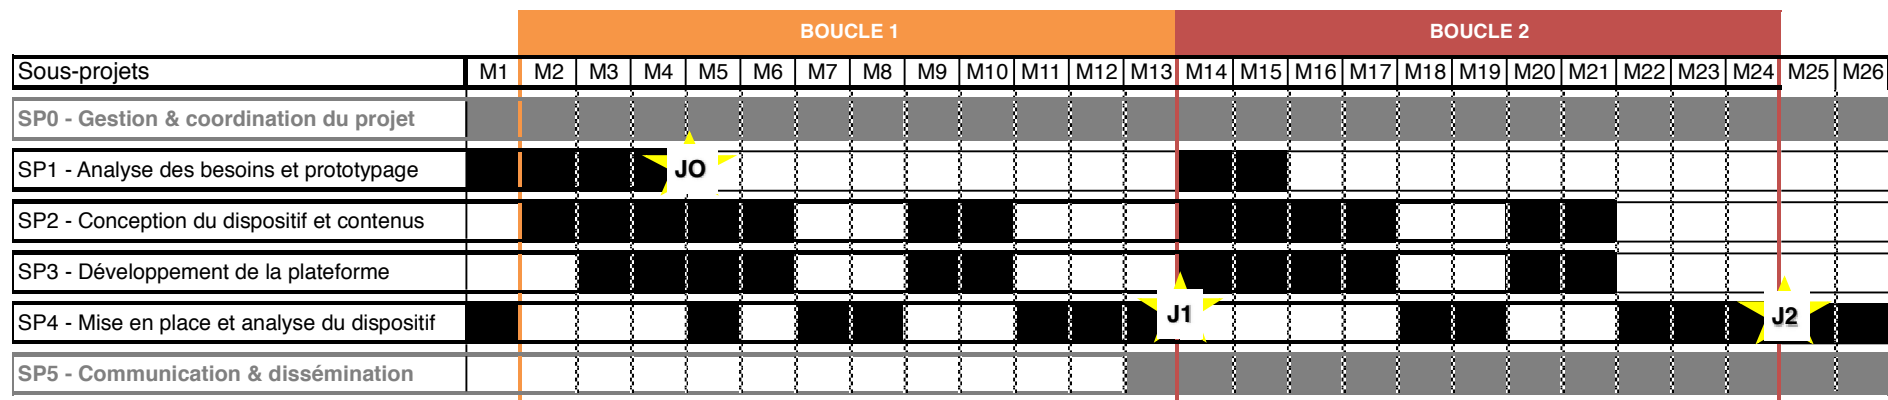 BOUCLE 1 BOUCLE 2
Sous-projets M1 M2 M3 M4 M5 M6 M7 M8 M9 M10 M11 M12 M13 M14 M15 M16 M17 M18 M19 M20 M21 M22 M23 M24 M25 M26
SP0 - Gestion & coordination du projet
SP1 - Analyse des besoins et prototypage JO
SP2 - Conception du dispositif et contenus
SP3 - Développement de la plateforme
SP4 - Mise en place et analyse du dispositif J1 J2
SP5 - Communication & dissémination